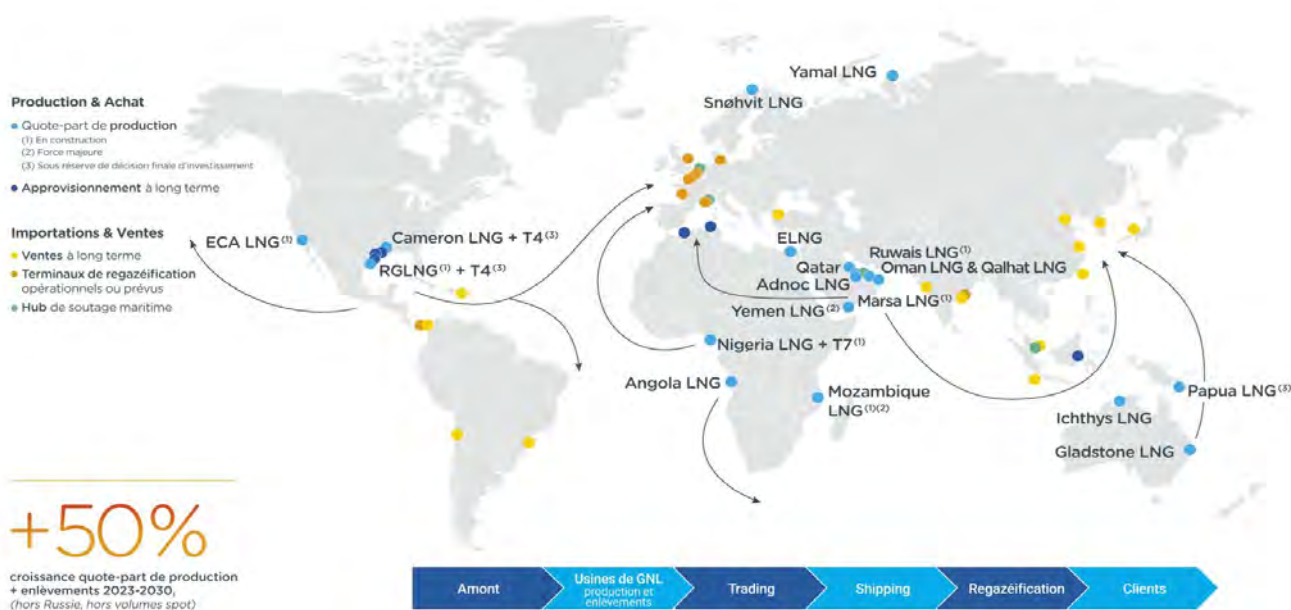 Production & Achat
Quote-part de production
(1) En construction
(2) Force majeure
(3) Sous réserve de décision finale d'investissement
Approvisionnement à long terme
Importations & Ventes
Ventes à long terme
Terminaux de regazéification
opérationnels ou prévus
Hub de soutage maritime
+50%
croissance quote-part de production
+ enlèvements 2023-2030,
(hors Russie, hors volumes spot)
Yamal LNG
Snøhvit LNG
ECA LNG(1)
Cameron LNG + T4(3)
RGLNG(1) + T4(3)
ELNG
Ruwais LNG(1)
Qatar
Oman LNG & Qalhat LNG
Adnoc LNG
Marsa LNG(1)
Yemen LNG(2)
Nigeria LNG + T7(1)
Angola LNG
Mozambique
LNG(1)(2)
Papua LNG(3)
Ichthys LNG
Gladstone LNG
Amont
Usines de GNL
production et
enlèvements
Trading
Shipping
Regazéification
Clients